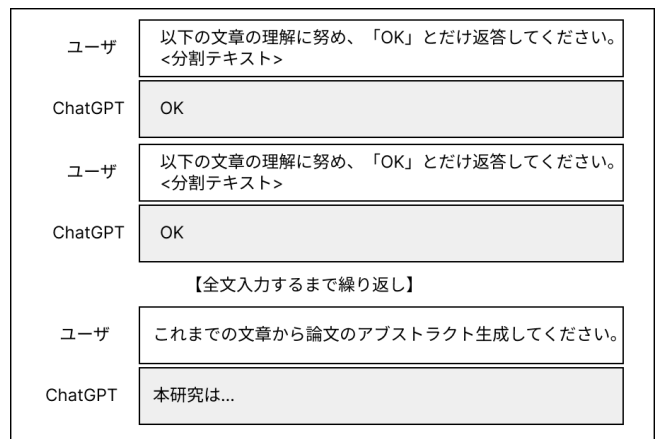 ユーザ
以下の文章の理解に努め、「OK」とだけ返答してください。
<分割テキスト>
ChatGPT
OK
ユーザ
以下の文章の理解に努め、「OK」とだけ返答してください。
<分割テキスト>
ChatGPT
OK
【全文入力するまで繰り返し】
ユーザ
これまでの文章から論文のアブストラクト生成してください。
ChatGPT
本研究は...